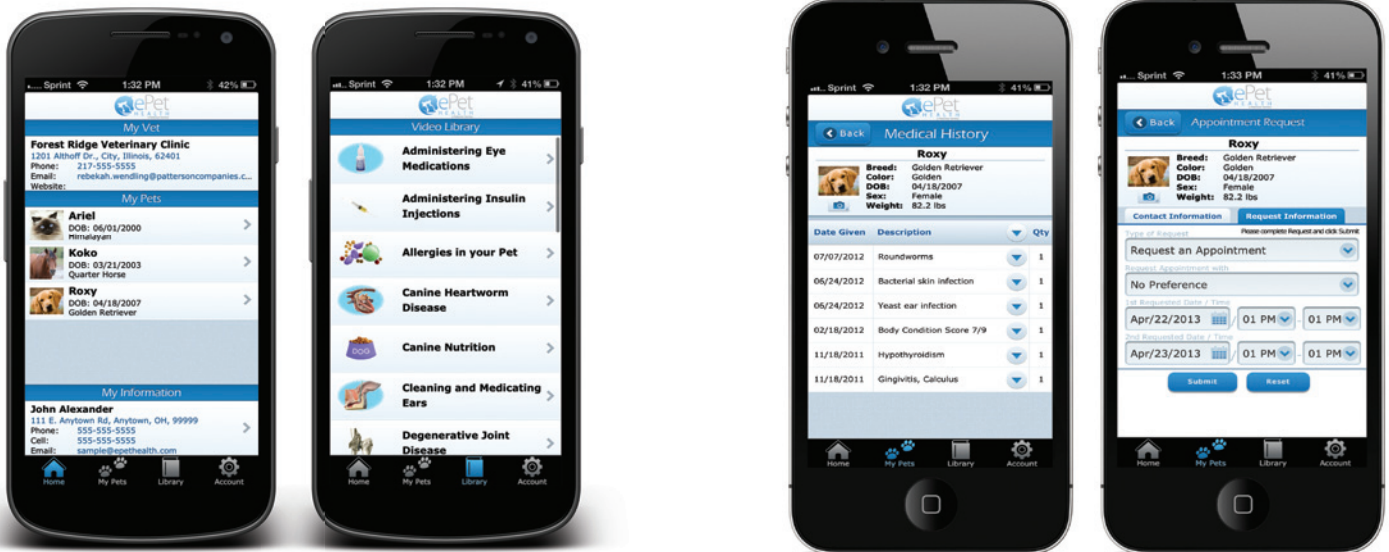 Sprint 1:32 PM 42%
ePet
HEALTH
My Vet
Forest Ridge Veterinary Clinic
1201 Althoff Dr., City, Illinois, 62401
Phone: 217-555-5555
Email: rebekah.wendling@pattersoncompanies.c...
Website:
My Pets
Ariel
DOB: 06/01/2000
Himalayan
Koko
DOB: 03/21/2003
Quarter Horse
Roxy
DOB: 04/18/2007
Golden Retriever
My Information
John Alexander
111 E. Anytown Rd, Anytown, OH, 99999
Phone: 555-555-5555
Cell: 555-555-5555
Email: sample@epethealth.com
Home My Pets Library Account
Sprint 1:32 PM 41%
ePet
HEALTH
Video Library
Administering Eye
Medications
Administering Insulin
Injections
Allergies in your Pet
Canine Heartworm
Disease
DOG
Canine Nutrition
Cleaning and Medicating
Ears
Degenerative Joint
Disease
Home My Pets Library Account
Sprint 1:32 PM 41%
ePet
HEALTH
Back Medical History
Roxy
Breed: Golden Retriever
Color: Golden
DOB: 04/18/2007
Sex: Female
Weight: 82.2 lbs
Date Given Description Qty
07/07/2012 Roundworms 1
06/24/2012 Bacterial skin infection 1
06/24/2012 Yeast ear infection 1
02/18/2012 Body Condition Score 7/9 1
11/18/2011 Hypothyroidism 1
11/18/2011 Gingivitis, Calculus 1
Home My Pets Library Account
Sprint 1:33 PM 41%
ePet
HEALTH
Back Appointment Request
Roxy
Breed: Golden Retriever
Color: Golden
DOB: 04/18/2007
Sex: Female
Weight: 82.2 lbs
Contact Information Request Information
Type of Request Please complete Request and click Submit
Request an Appointment
Request Appointment with
No Preference
1st Requested Date / Time
Apr/22/2013 / 01 PM - 01 PM
2nd Requested Date / Time
Apr/23/2013 / 01 PM - 01 PM
Submit Reset
Home My Pets Library Account